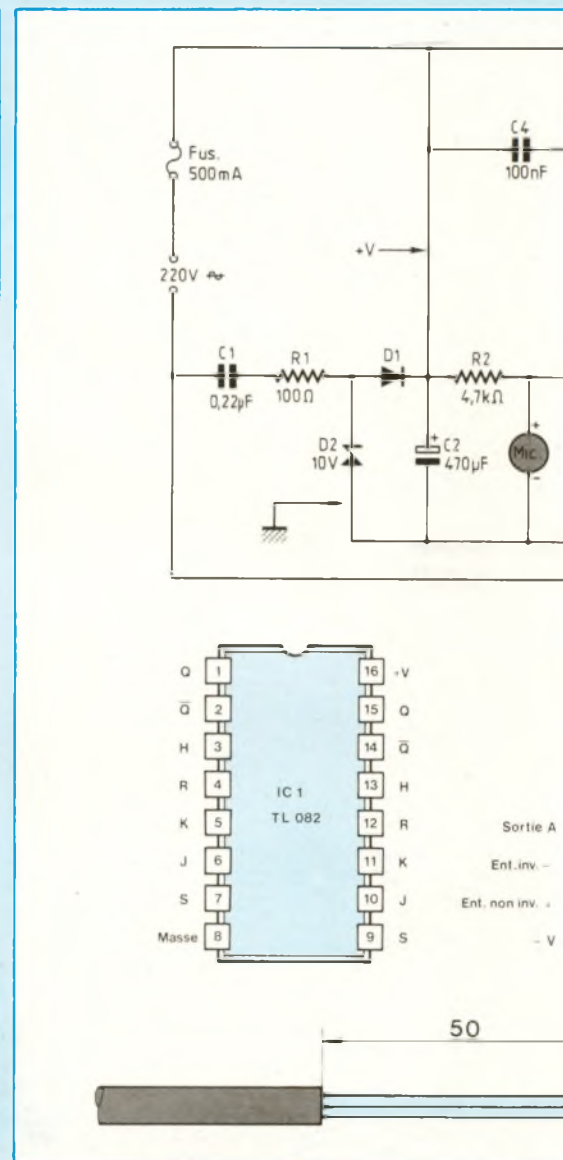 C4
100nF
Fus.
500mA
+V
220V ~
C1
0,22µF
R1
100Ω
D1
R2
4,7kΩ
D2
10V
+
C2
470µF
+
Mic.
-
Q 1 16 +V
Q̅ 2 15 Q
H 3 14 Q̅
R 4 13 H
K 5 12 R
J 6 11 K
S 7 10 J
Masse 8 9 S
IC 1
TL 082
Sortie A
Ent.inv. -
Ent. non inv. +
- V
50